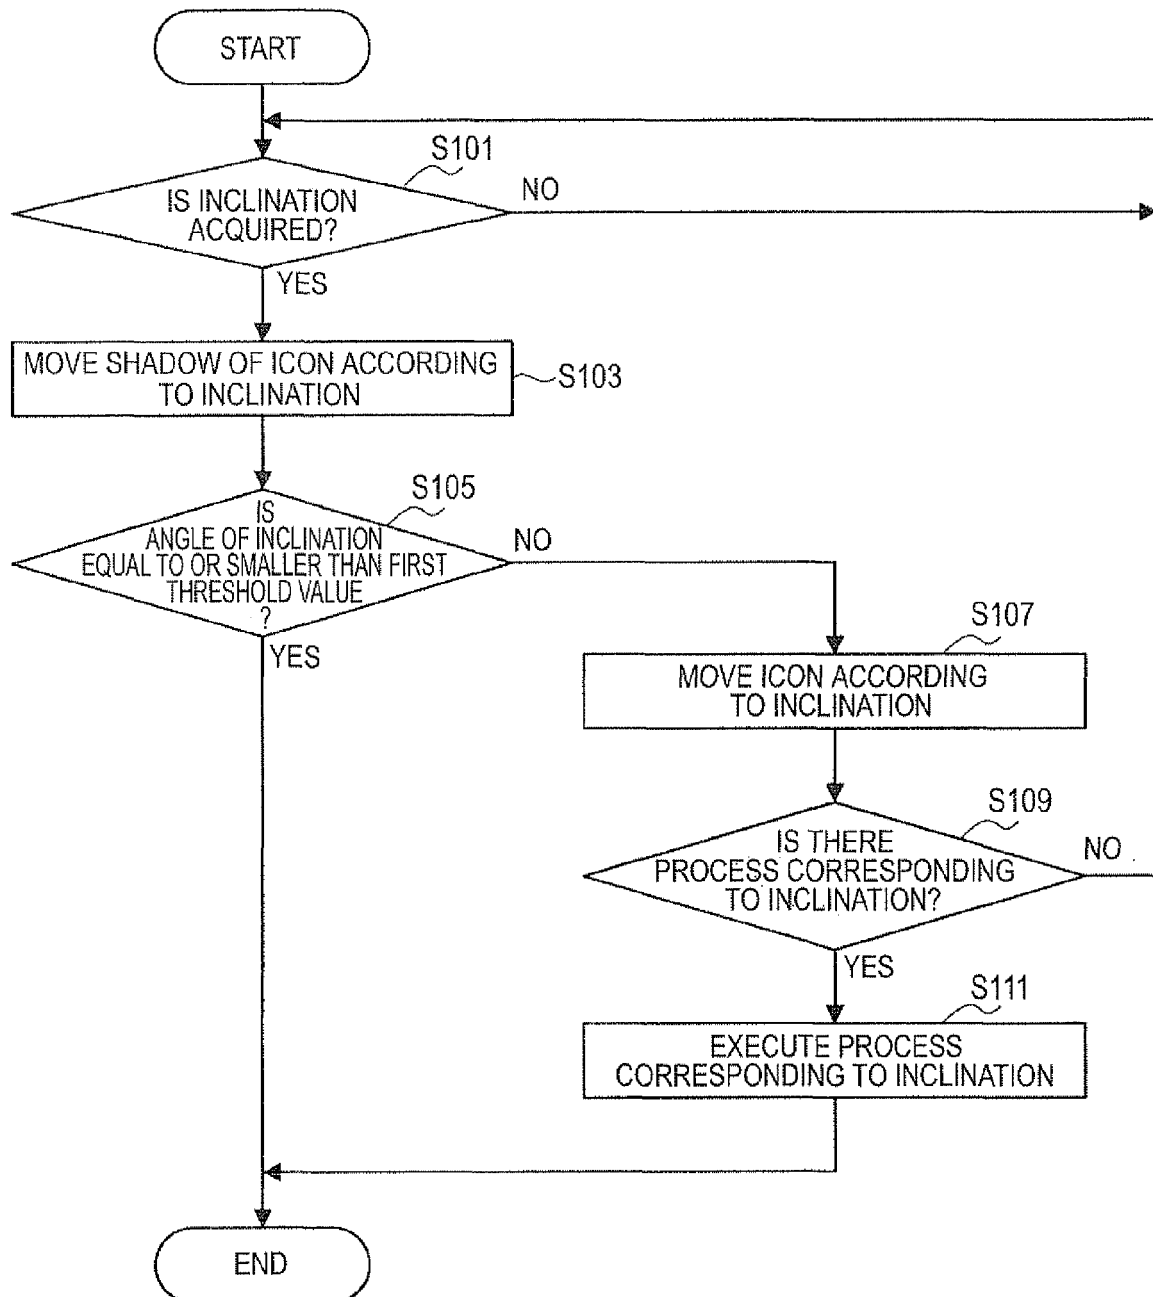 START
S101
IS INCLINATION
ACQUIRED?
NO
YES
MOVE SHADOW OF ICON ACCORDING
TO INCLINATION
S103
S105
IS
ANGLE OF INCLINATION
EQUAL TO OR SMALLER THAN FIRST
THRESHOLD VALUE
?
NO
YES
S107
MOVE ICON ACCORDING
TO INCLINATION
S109
IS THERE
PROCESS CORRESPONDING
TO INCLINATION?
NO
YES
S111
EXECUTE PROCESS
CORRESPONDING TO INCLINATION
END